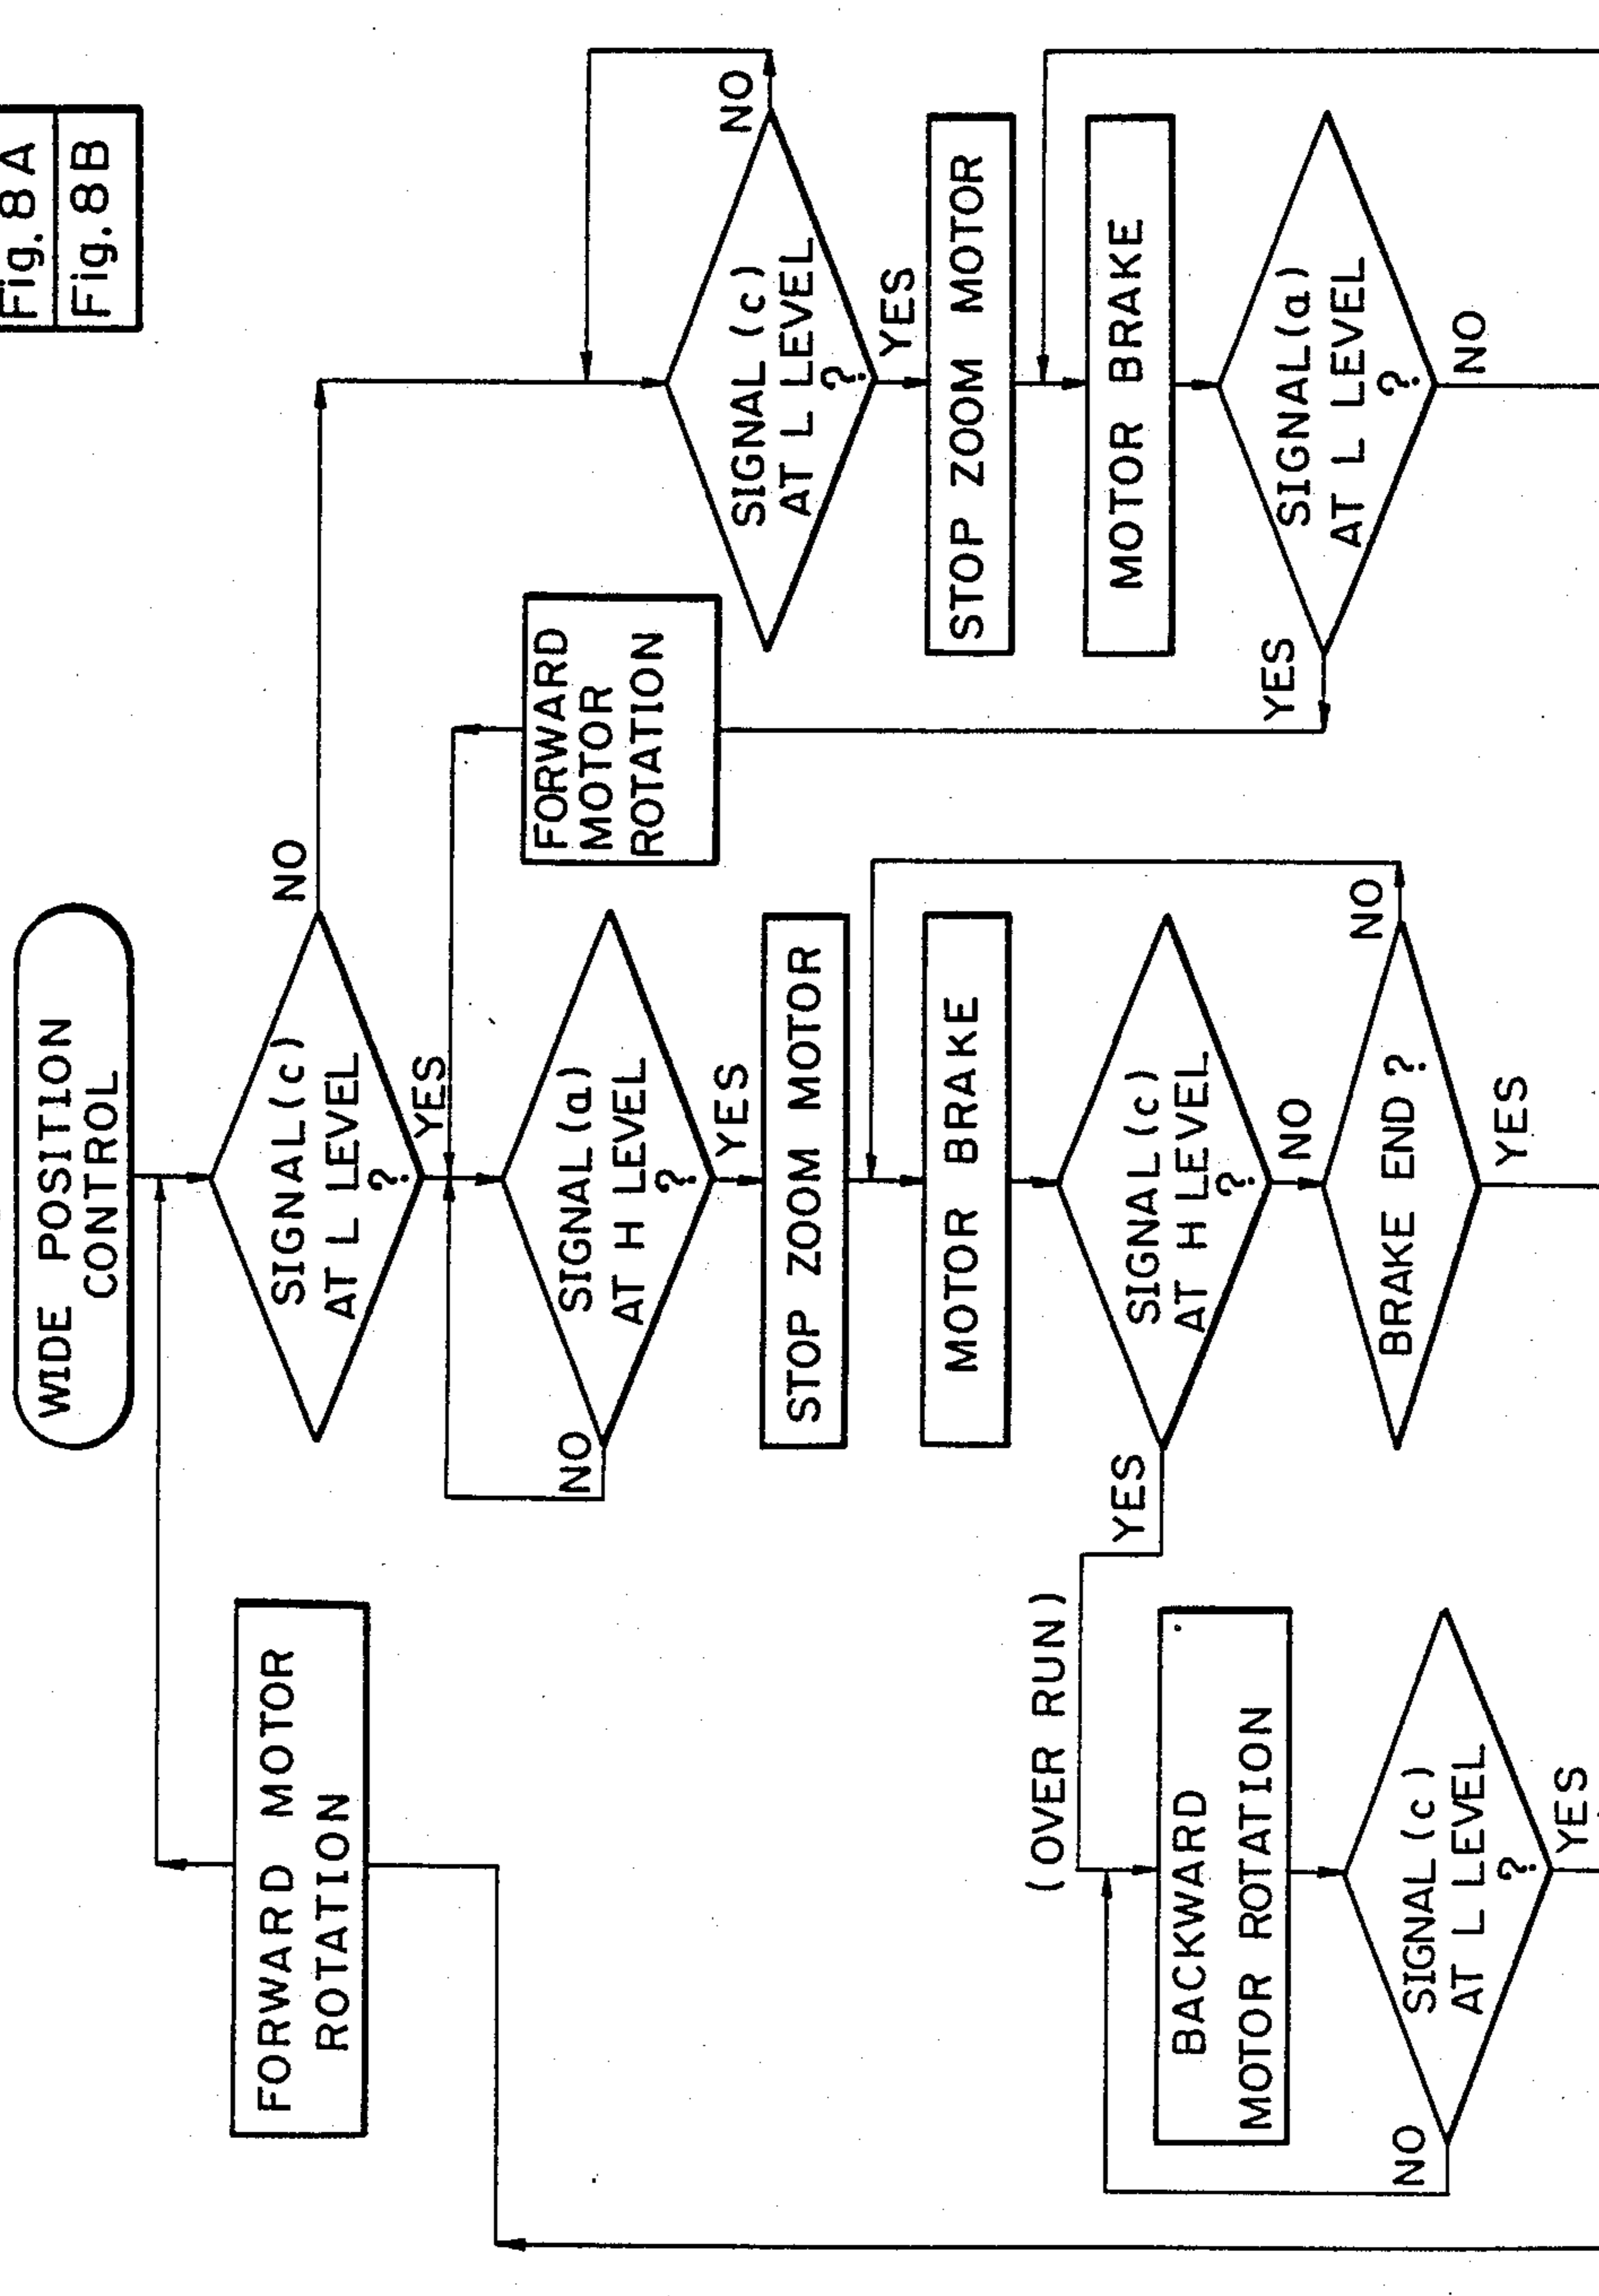 Fig. 8A
Fig. 8B
WIDE POSITION
CONTROL
FORWARD MOTOR
ROTATION
SIGNAL (c)
AT L LEVEL
?
NO
YES
SIGNAL (a)
AT H LEVEL
?
NO
YES
STOP ZOOM MOTOR
MOTOR BRAKE
SIGNAL (c)
AT H LEVEL
?
YES
NO
BRAKE END ?
NO
YES
(OVER RUN)
BACKWARD
MOTOR ROTATION
SIGNAL (c)
AT L LEVEL
?
NO
YES
FORWARD
MOTOR
ROTATION
SIGNAL (c)
AT L LEVEL
?
NO
YES
STOP ZOOM MOTOR
MOTOR BRAKE
SIGNAL (a)
AT L LEVEL
?
YES
NO